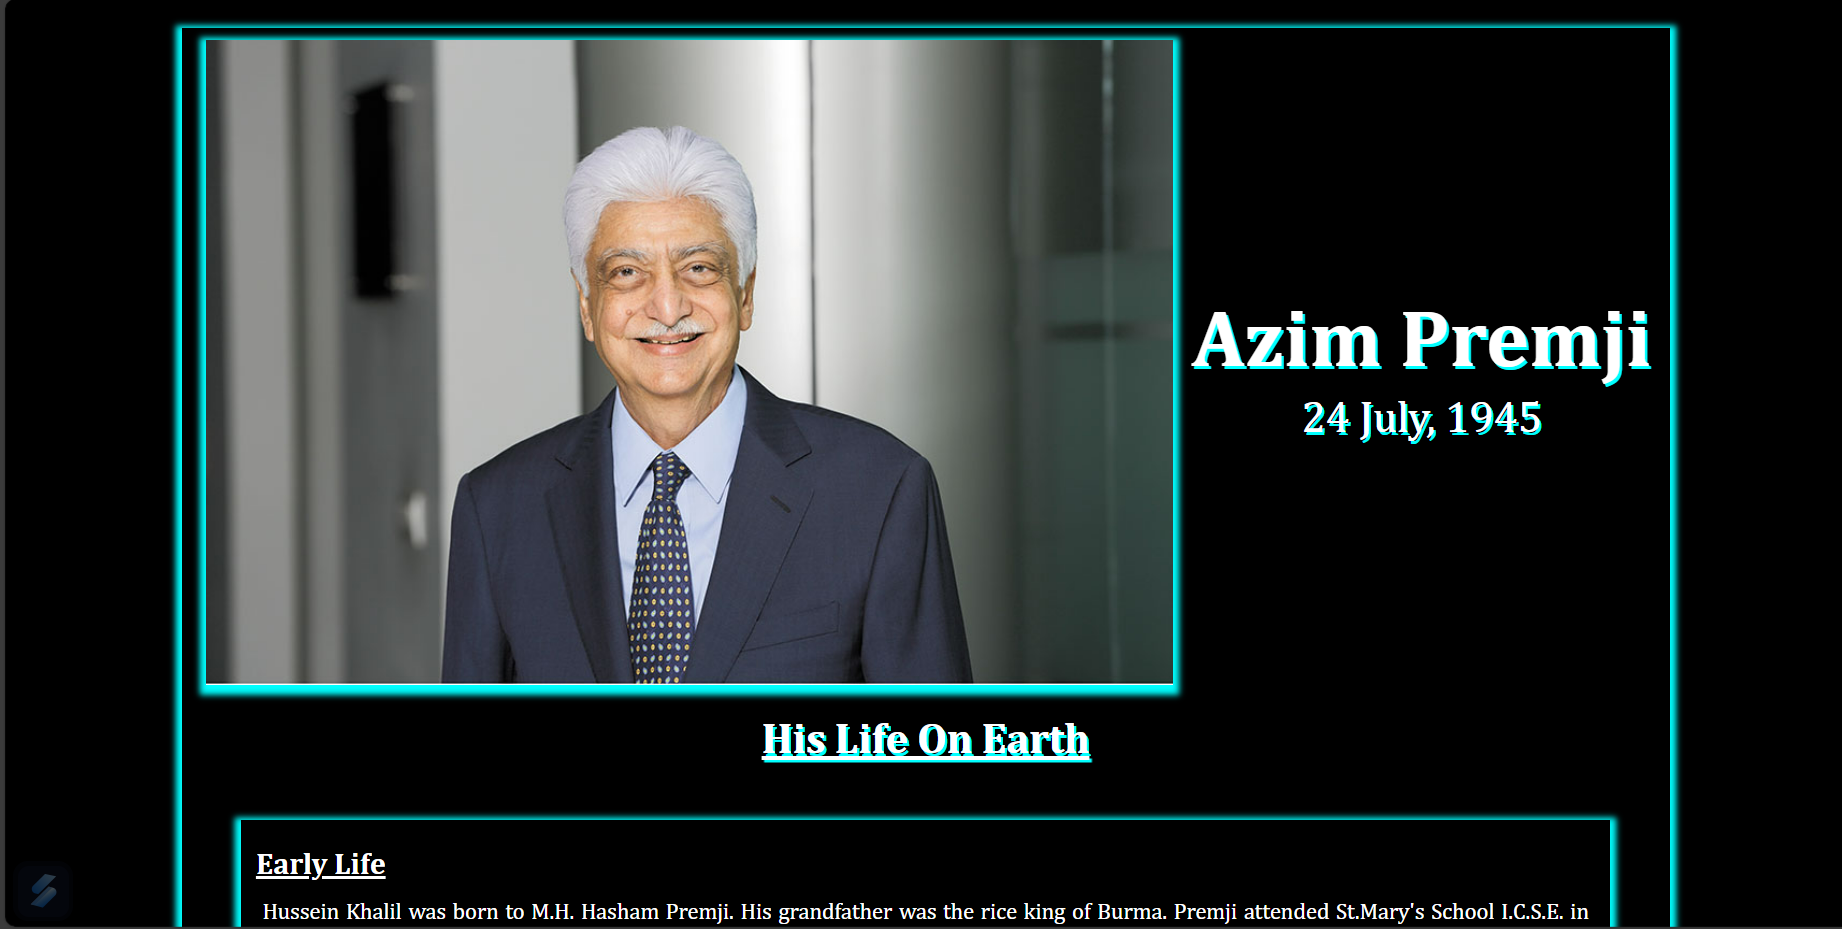 Azim Premji
24 July, 1945
His Life On Earth
Early Life
Hussein Khalil was born to M.H. Hasham Premji. His grandfather was the rice king of Burma. Premji attended St.Mary's School I.C.S.E. in